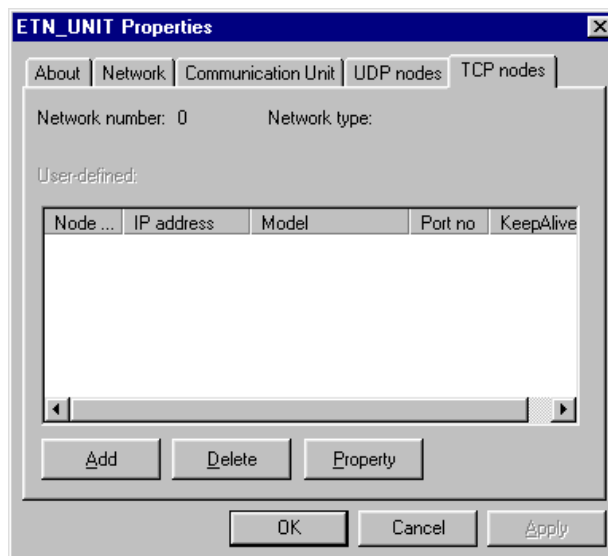 ETN_UNIT Properties
About Network Communication Unit UDP nodes TCP nodes
Network number: 0 Network type:
User-defined:
Node ... IP address Model Port no KeepAlive
Add Delete Property
OK Cancel Apply